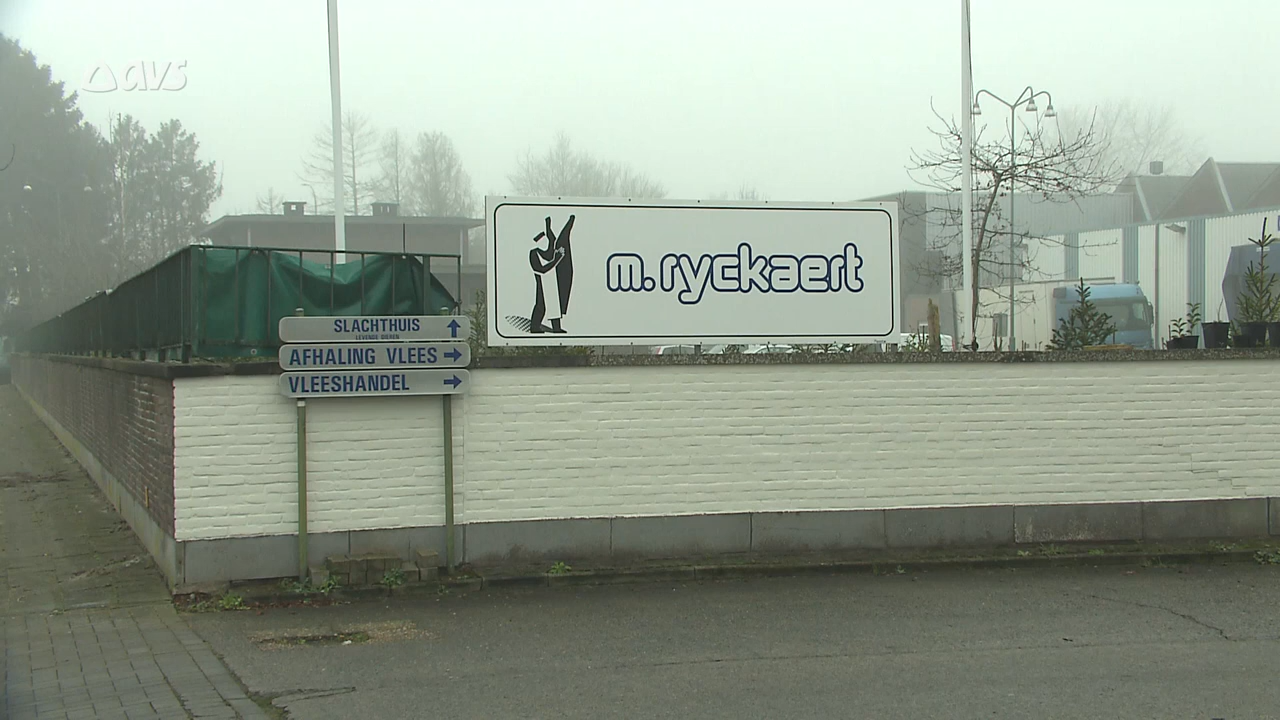 avs
m.ryckaert
SLACHTHUIS
LEVENDE DIEREN
AFHALING VLEES
VLEESHANDEL